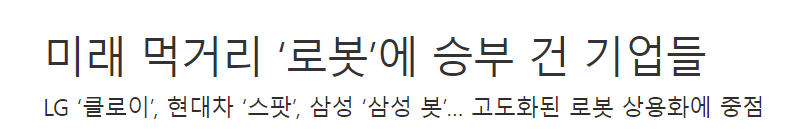 미래 먹거리 ‘로봇’에 승부 건 기업들
LG ‘클로이’, 현대차 ‘스팟’, 삼성 ‘삼성 봇’... 고도화된 로봇 상용화에 중점